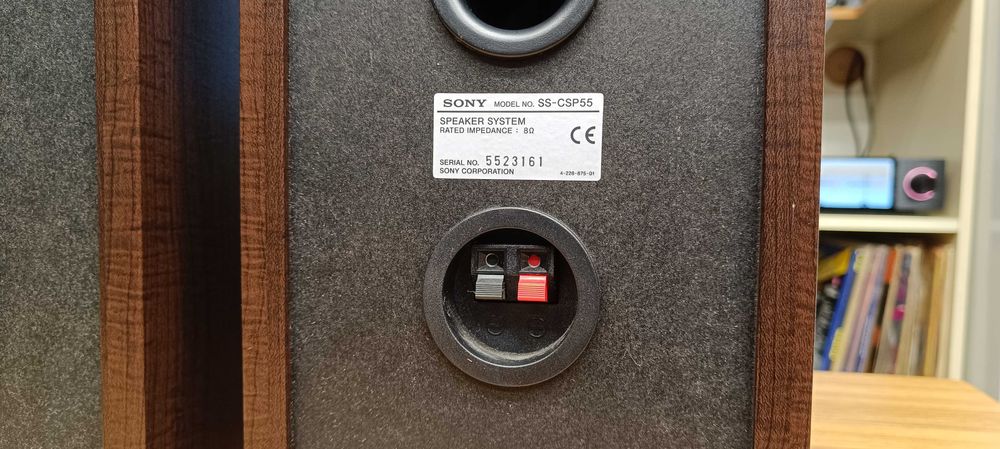 SONY MODEL NO. SS-CSP55
SPEAKER SYSTEM
RATED IMPEDANCE : 8Ω
CE
SERIAL NO. 5523161
SONY CORPORATION 4-228-875-01